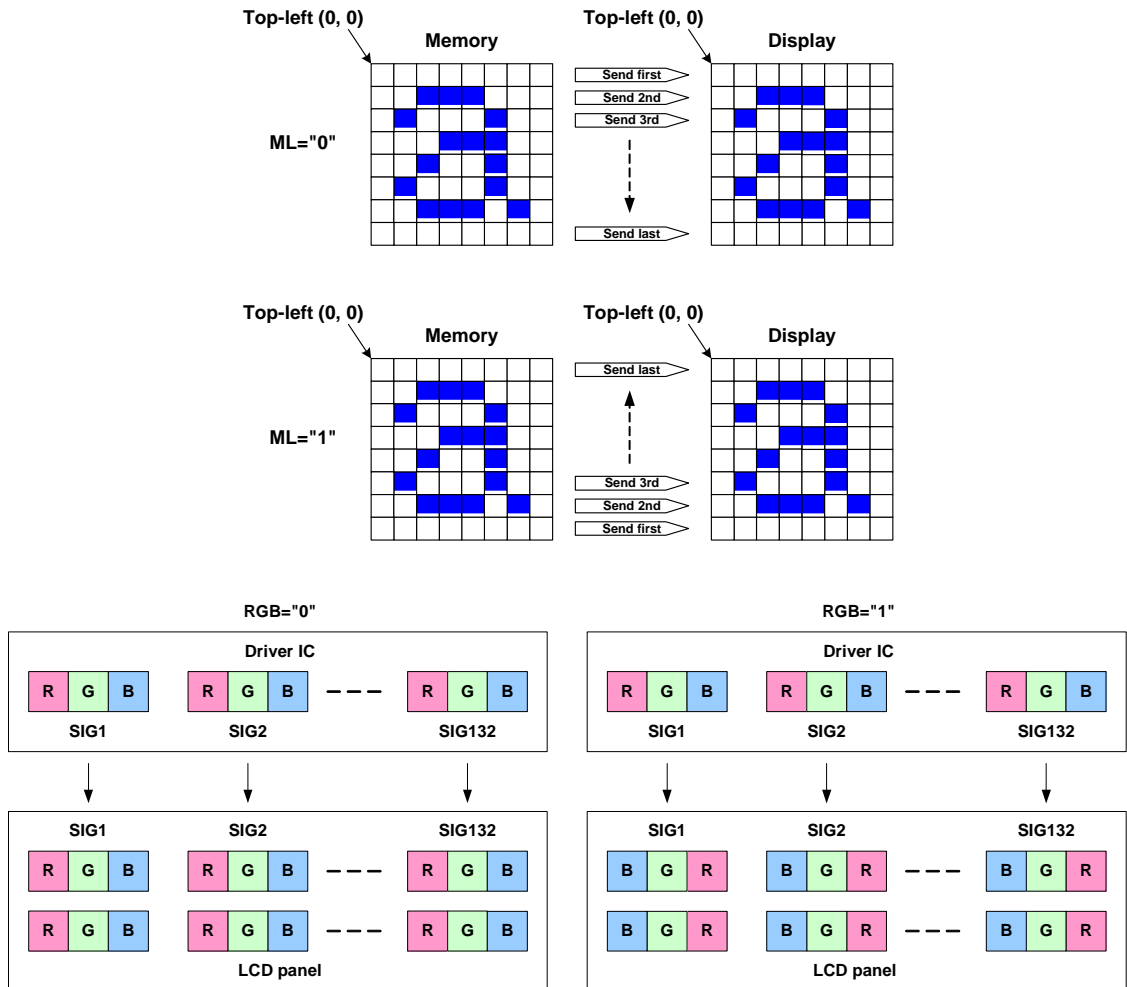 Top-left (0, 0) Top-left (0, 0)
Memory Display
Send first
Send 2nd
Send 3rd
ML="0"
Send last
Top-left (0, 0) Top-left (0, 0)
Memory Display
Send last
ML="1"
Send 3rd
Send 2nd
Send first
RGB="0" RGB="1"
Driver IC Driver IC
R G B R G B R G B R G B R G B R G B
SIG1 SIG2 SIG132 SIG1 SIG2 SIG132
SIG1 SIG2 SIG132 SIG1 SIG2 SIG132
R G B R G B R G B B G R B G R B G R
R G B R G B R G B B G R B G R B G R
LCD panel LCD panel